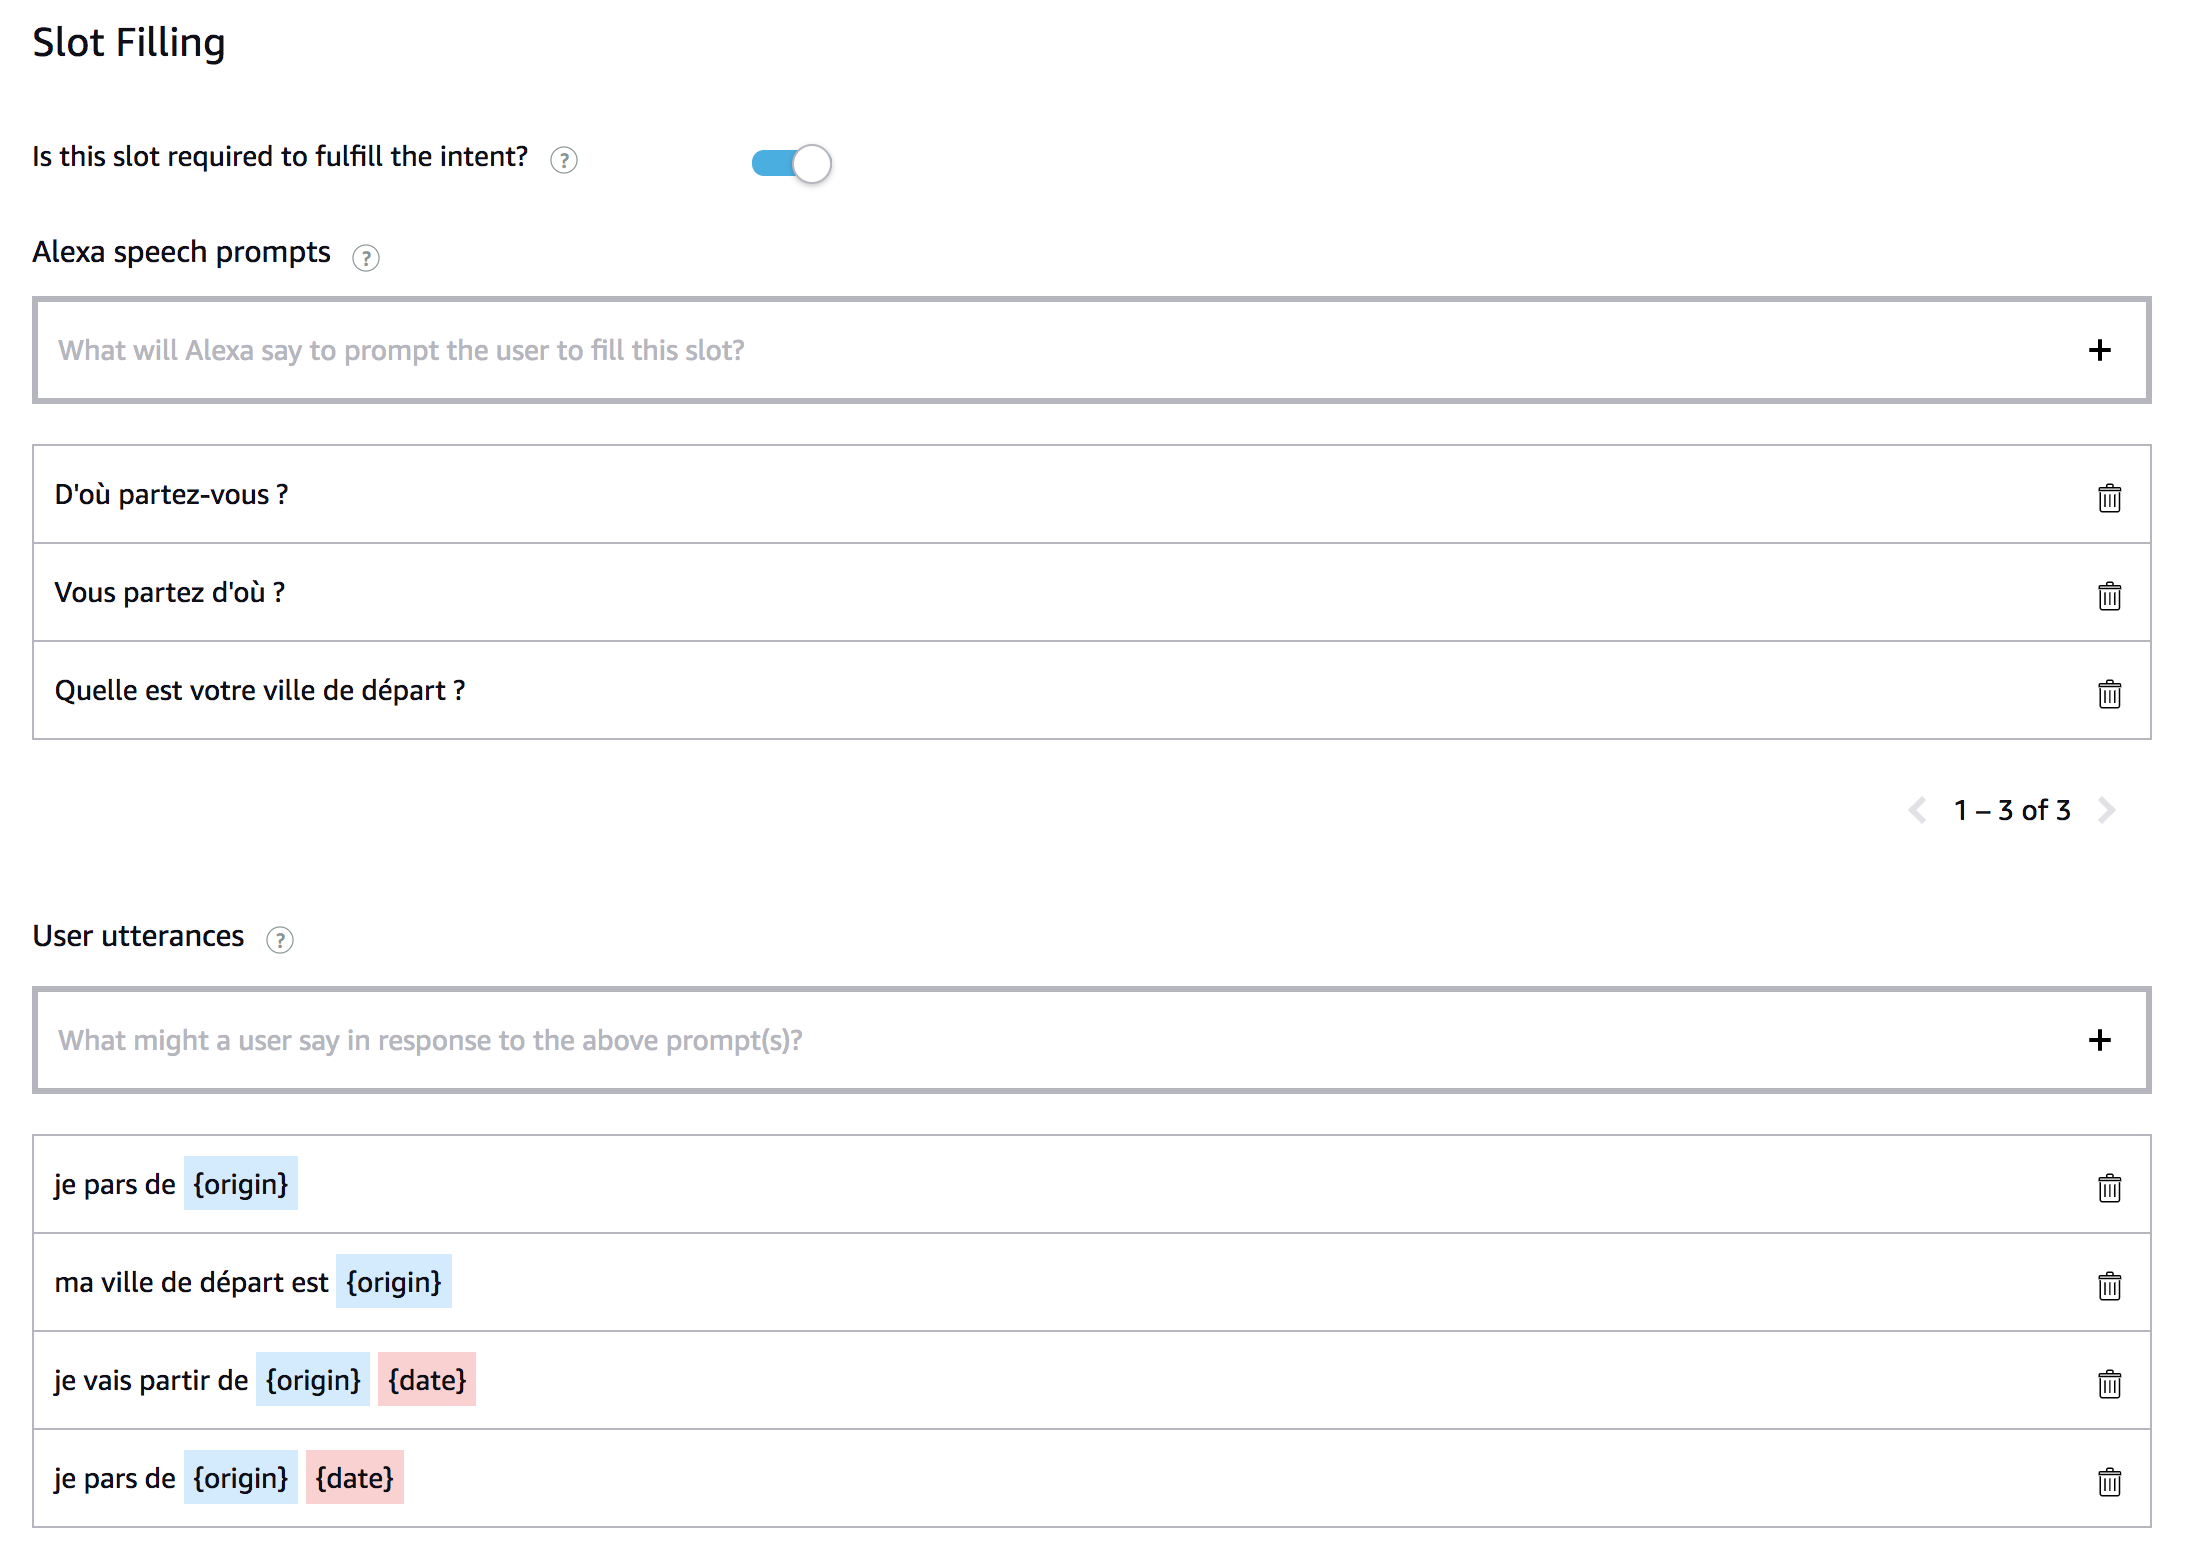 Slot Filling
Is this slot required to fulfill the intent? ?
Alexa speech prompts ?
What will Alexa say to prompt the user to fill this slot? +
D'où partez-vous ?
Vous partez d'où ?
Quelle est votre ville de départ ?
1 – 3 of 3
User utterances ?
What might a user say in response to the above prompt(s)? +
je pars de {origin}
ma ville de départ est {origin}
je vais partir de {origin} {date}
je pars de {origin} {date}